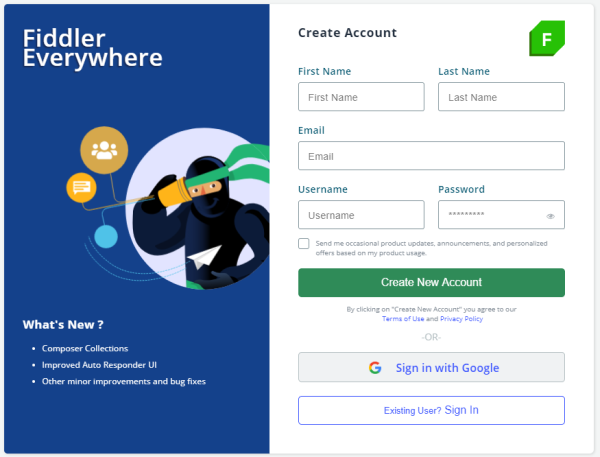 Fiddler
Everywhere
What's New ?
Composer Collections
Improved Auto Responder UI
Other minor improvements and bug fixes
Create Account
F
First Name
Last Name
First Name
Last Name
Email
Email
Username
Password
Username
*********
Send me occasional product updates, announcements, and personalized
offers based on my product usage.
Create New Account
By clicking on "Create New Account" you agree to our
Terms of Use and Privacy Policy
-OR-
Sign in with Google
Existing User? Sign In